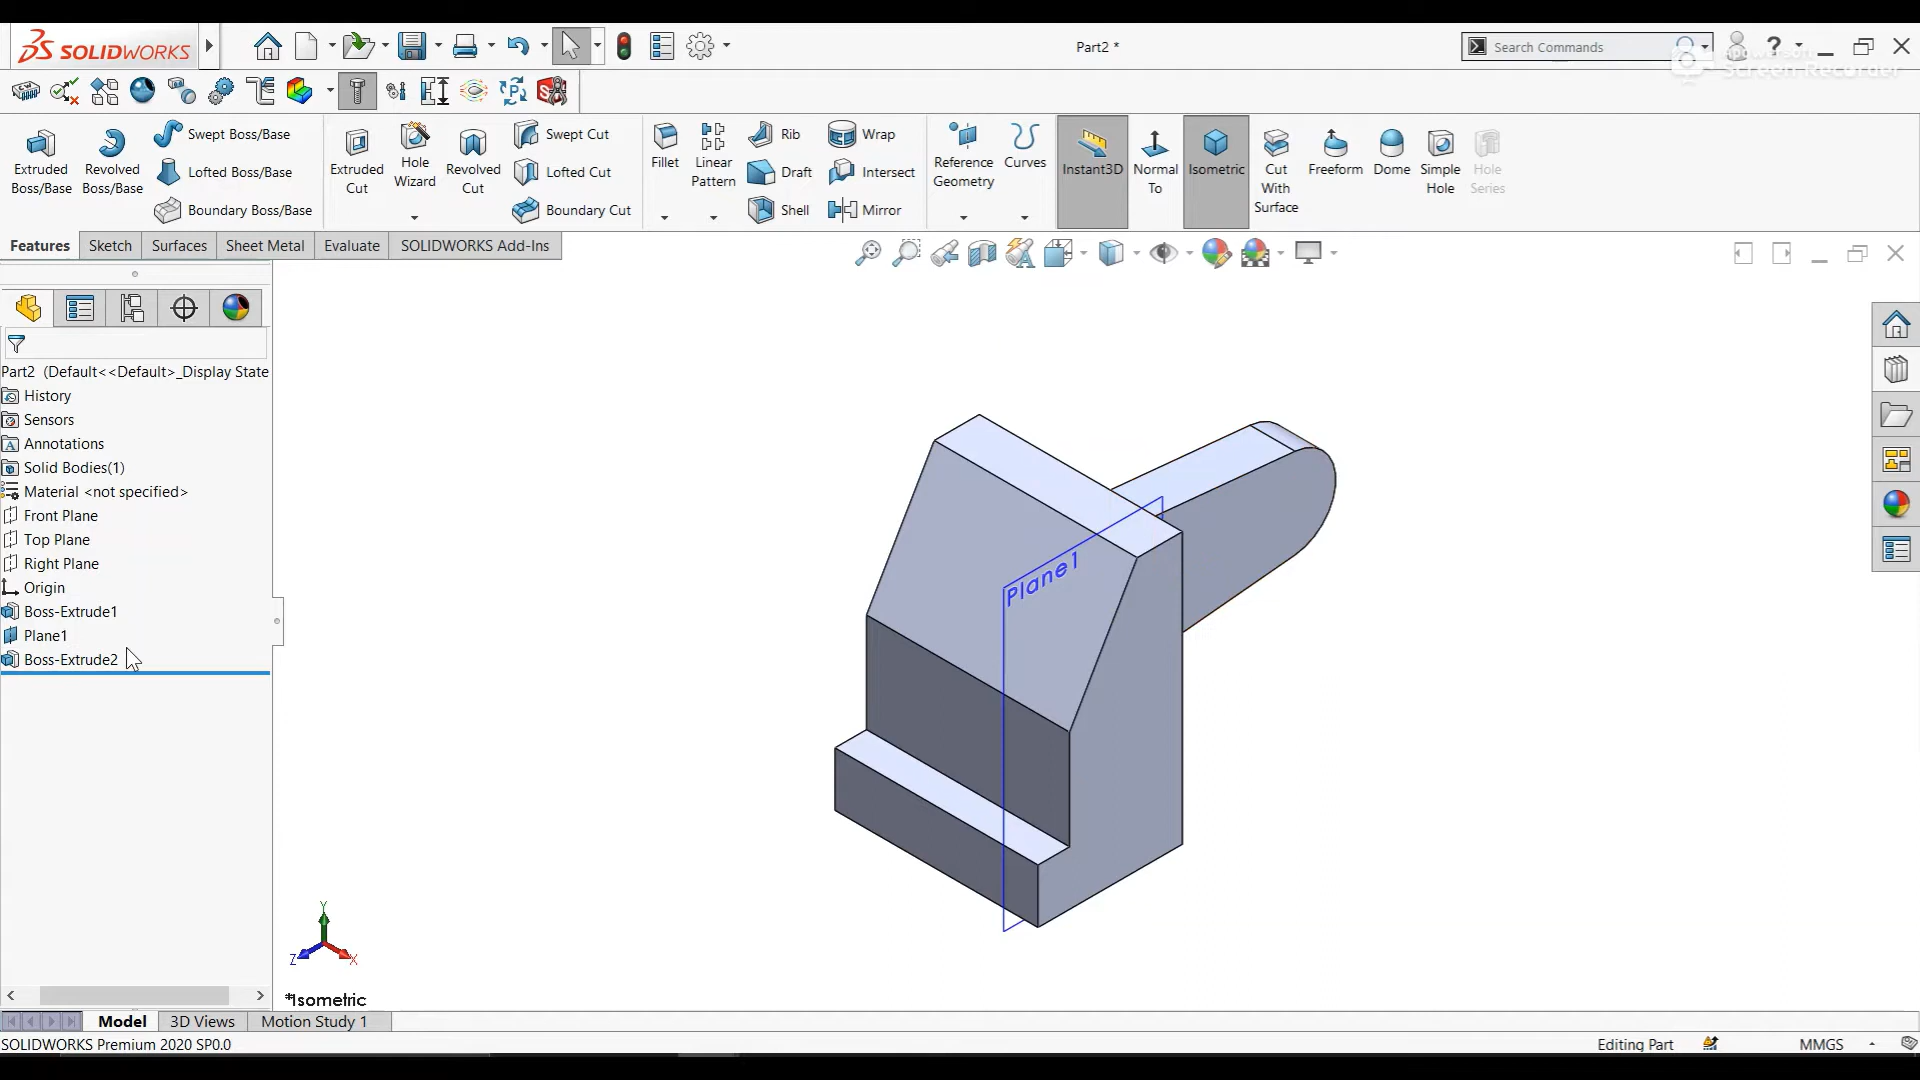 SOLIDWORKS
Part2 *
Search Commands
Screen Recorder
Extruded Boss/Base
Revolved Boss/Base
Swept Boss/Base
Lofted Boss/Base
Boundary Boss/Base
Extruded Cut
Hole Wizard
Revolved Cut
Swept Cut
Lofted Cut
Boundary Cut
Fillet
Linear Pattern
Rib
Draft
Shell
Wrap
Intersect
Mirror
Reference Geometry
Curves
Instant3D
Normal To
Isometric
Cut With Surface
Freeform
Dome
Simple Hole
Hole Series
Features
Sketch
Surfaces
Sheet Metal
Evaluate
SOLIDWORKS Add-Ins
Part2 (Default<<Default>_Display State
History
Sensors
Annotations
Solid Bodies(1)
Material <not specified>
Front Plane
Top Plane
Right Plane
Origin
Boss-Extrude1
Plane1
Boss-Extrude2
Plane1
Y
Z
X
*Isometric
Model
3D Views
Motion Study 1
SOLIDWORKS Premium 2020 SP0.0
Editing Part
MMGS